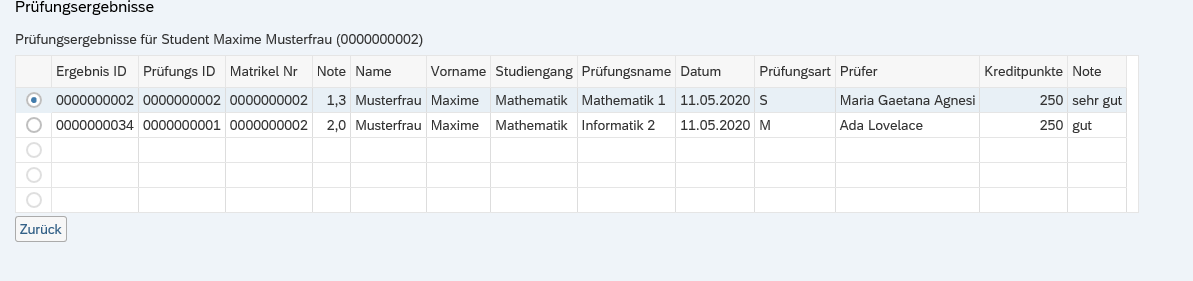 Prüfungsergebnisse
Prüfungsergebnisse für Student Maxime Musterfrau (0000000002)
Ergebnis ID Prüfungs ID Matrikel Nr Note Name Vorname Studiengang Prüfungsname Datum Prüfungsart Prüfer Kreditpunkte Note
0000000002 0000000002 0000000002 1,3 Musterfrau Maxime Mathematik Mathematik 1 11.05.2020 S Maria Gaetana Agnesi 250 sehr gut
0000000034 0000000001 0000000002 2,0 Musterfrau Maxime Mathematik Informatik 2 11.05.2020 M Ada Lovelace 250 gut
Zurück